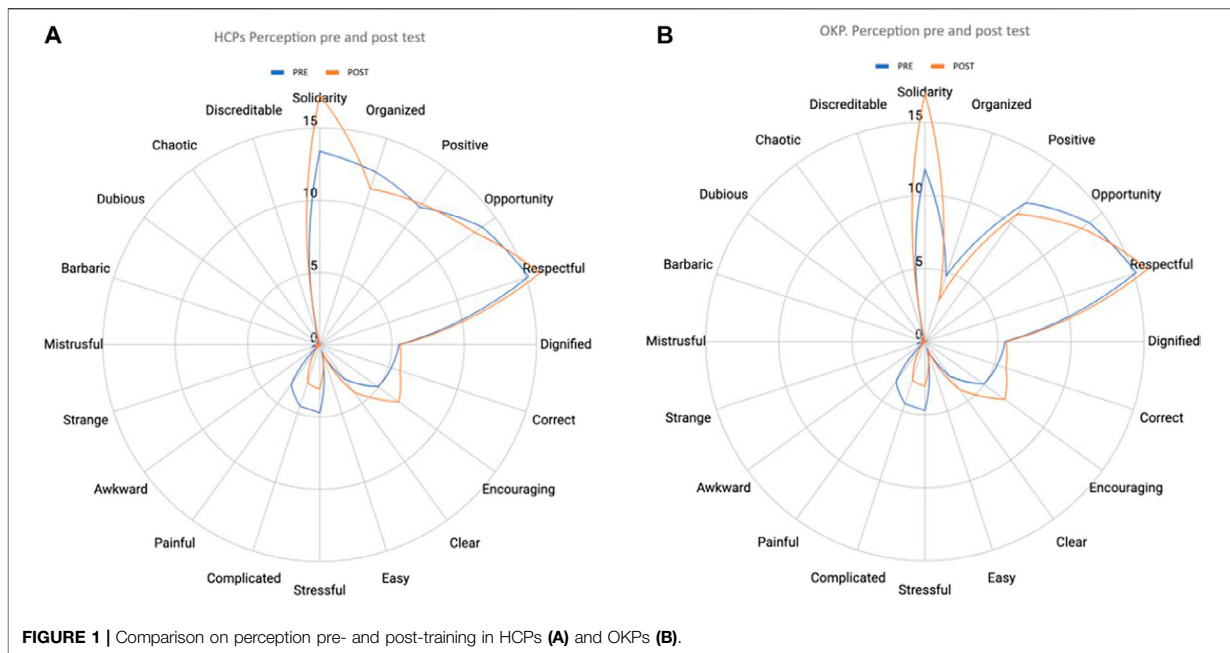 A
HCPs Perception pre and post test
PRE POST
Solidarity
Organized
Positive
Opportunity
Respectful
Dignified
Correct
Encouraging
Clear
Easy
Stressful
Complicated
Painful
Awkward
Strange
Mistrusful
Barbaric
Dubious
Chaotic
Discreditable
15
10
5
0
B
OKP. Perception pre and post test
PRE POST
Solidarity
Organized
Positive
Opportunity
Respectful
Dignified
Correct
Encouraging
Clear
Easy
Stressful
Complicated
Painful
Awkward
Strange
Mistrusful
Barbaric
Dubious
Chaotic
Discreditable
15
10
5
0
FIGURE 1 | Comparison on perception pre- and post-training in HCPs (A) and OKPs (B).